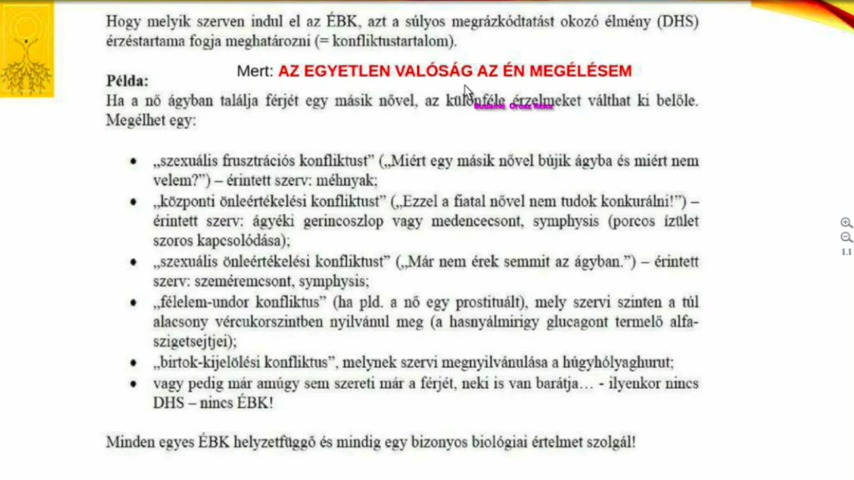 Hogy melyik szerven indul el az ÉBK, azt a súlyos megrázkódtatást okozó élmény (DHS)
érzéstartama fogja meghatározni (= konfliktustartalom).
Mert: AZ EGYETLEN VALÓSÁG AZ ÉN MEGÉLÉSEM
Példa:
Ha a nő ágyban találja férjét egy másik nővel, az különféle érzelmeket válthat ki belőle.
Megélhet egy:
• „szexuális frusztrációs konfliktust” („Miért egy másik nővel bújik ágyba és miért nem
velem?”) – érintett szerv: méhnyak;
• „központi önleértékelési konfliktust” („Ezzel a fiatal nővel nem tudok konkurálni!”) –
érintett szerv: ágyéki gerincoszlop vagy medencecsont, symphysis (porcos ízület
szoros kapcsolódása);
• „szexuális önleértékelési konfliktust” („Már nem érek semmit az ágyban.”) – érintett
szerv: szeméremcsont, symphysis;
• „félelem-undor konfliktus” (ha pld. a nő egy prostituált), mely szervi szinten a túl
alacsony vércukorszintben nyilvánul meg (a hasnyálmirigy glucagont termelő alfa-
szigetsejtjei);
• „birtok-kijelölési konfliktus”, melynek szervi megnyilvánulása a húgyhólyaghurut;
• vagy pedig már amúgy sem szereti már a férjét, neki is van barátja… - ilyenkor nincs
DHS – nincs ÉBK!
Minden egyes ÉBK helyzetfüggő és mindig egy bizonyos biológiai értelmet szolgál!
1:1